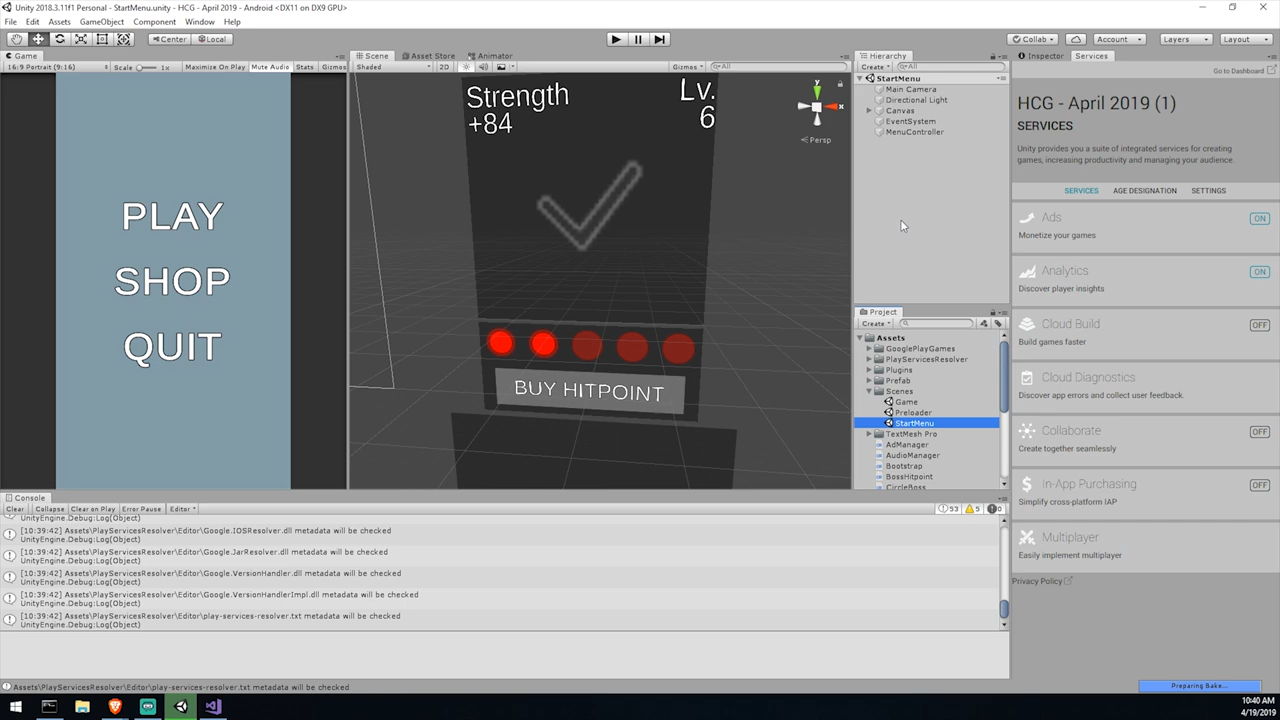 Unity 2018.3.11f1 Personal - StartMenu.unity - HCG - April 2019 - Android <DX11 on DX9 GPU>
File Edit Assets GameObject Component Window Help
Center Local
Collab Account Layers Layout
Game
Scene Asset Store Animator
Hierarchy
Inspector Services
16:9 Portrait (9:16) Scale 1x Maximize On Play Mute Audio Stats Gizmos
Shaded 2D Gizmos All
Create All
Go to Dashboard
PLAY
SHOP
QUIT
Strength
+84
Lv.
6
y
x
Persp
BUY HITPOINT
StartMenu
Main Camera
Directional Light
Canvas
EventSystem
MenuController
Project
Create
Assets
GooglePlayGames
PlayServicesResolver
Plugins
Prefab
Scenes
Game
Preloader
StartMenu
TextMesh Pro
AdManager
AudioManager
Bootstrap
BossHitpoint
CircleBoss
HCG - April 2019 (1)
SERVICES
Unity provides you a suite of integrated services for creating
games, increasing productivity and managing your audience.
SERVICES AGE DESIGNATION SETTINGS
Ads ON
Monetize your games
Analytics ON
Discover player insights
Cloud Build OFF
Build games faster
Cloud Diagnostics OFF
Discover app errors and collect user feedback.
Collaborate OFF
Create together seamlessly
In-App Purchasing OFF
Simplify cross-platform IAP
Multiplayer
Easily implement multiplayer
Privacy Policy
Console
Clear Collapse Clear on Play Error Pause Editor 53 5 0
UnityEngine.Debug:Log(Object)
[10:39:42] Assets\PlayServicesResolver\Editor\Google.IOSResolver.dll metadata will be checked
UnityEngine.Debug:Log(Object)
[10:39:42] Assets\PlayServicesResolver\Editor\Google.JarResolver.dll metadata will be checked
UnityEngine.Debug:Log(Object)
[10:39:42] Assets\PlayServicesResolver\Editor\Google.VersionHandler.dll metadata will be checked
UnityEngine.Debug:Log(Object)
[10:39:42] Assets\PlayServicesResolver\Editor\Google.VersionHandlerImpl.dll metadata will be checked
UnityEngine.Debug:Log(Object)
[10:39:42] Assets\PlayServicesResolver\Editor\play-services-resolver.txt metadata will be checked
UnityEngine.Debug:Log(Object)
Assets\PlayServicesResolver\Editor\play-services-resolver.txt metadata will be checked
Preparing Bake...
10:40 AM
4/19/2019